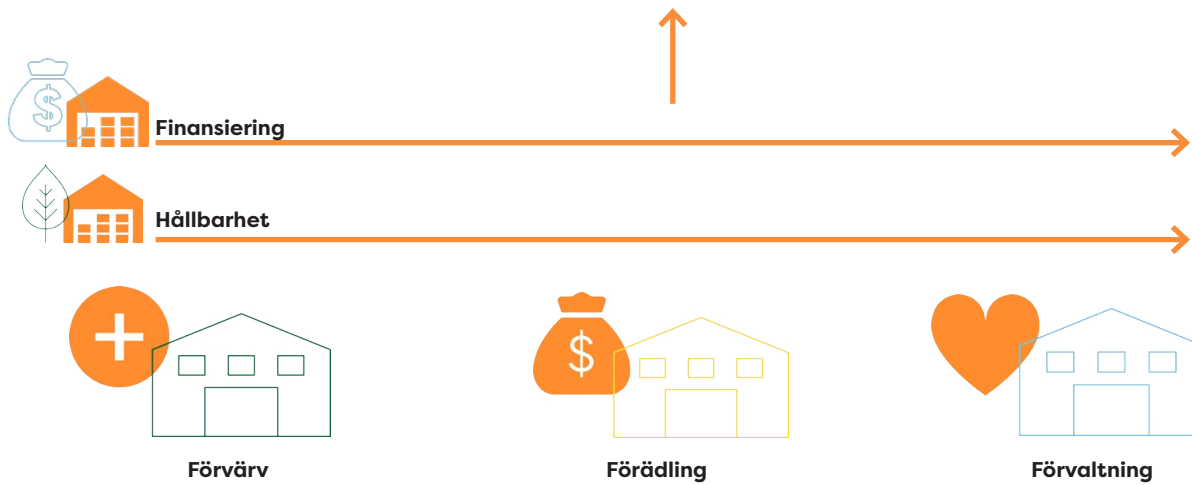 Finansiering
Hållbarhet
Förvärv
Förädling
Förvaltning